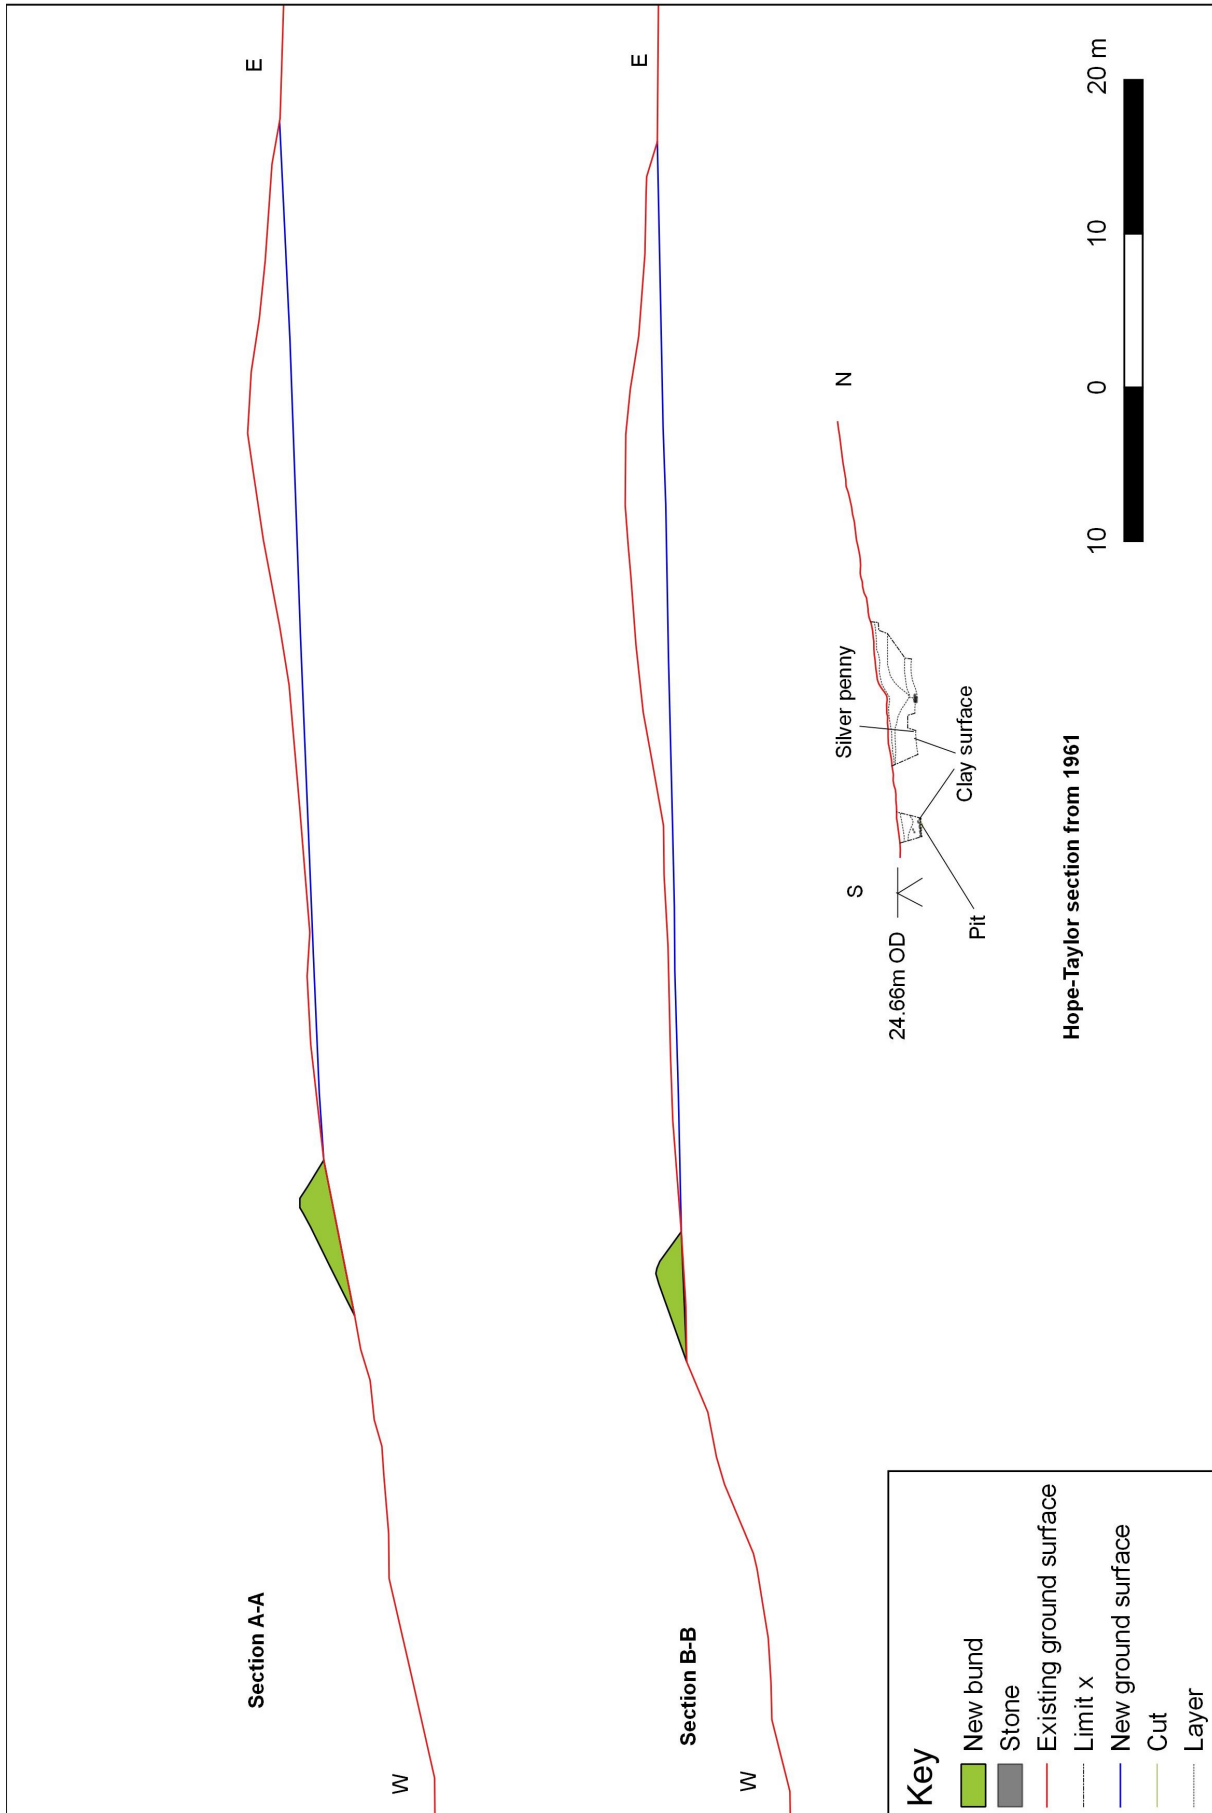 Section A-A
W
E
Section B-B
W
E
S
N
Silver penny
24.66m OD
Clay surface
Pit
Hope-Taylor section from 1961
10 0 10 20 m
Key
New bund
Stone
Existing ground surface
Limit x
New ground surface
Cut
Layer